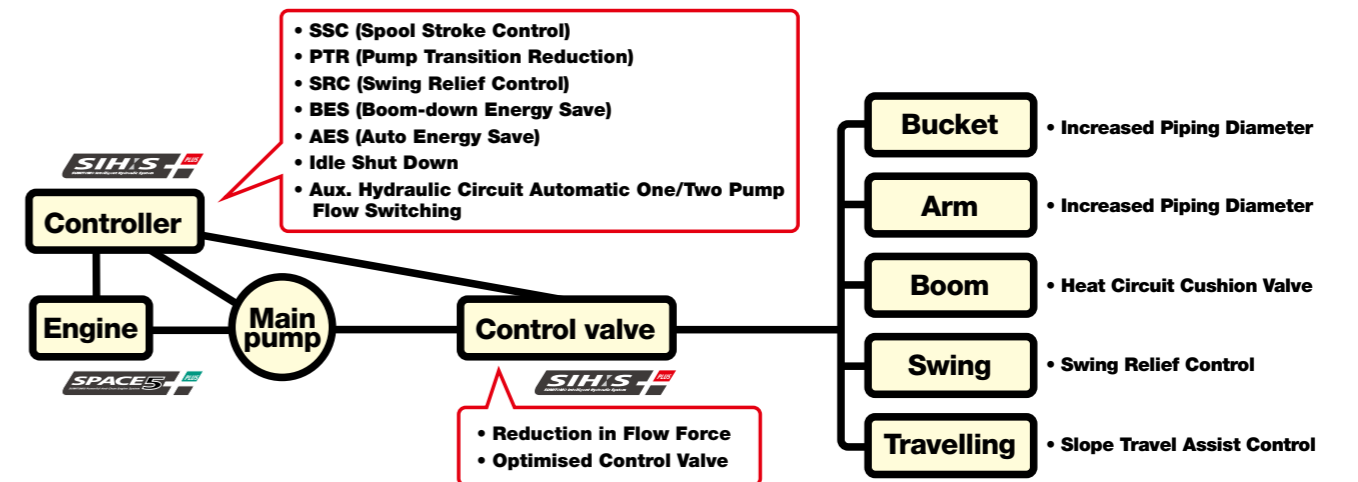 • SSC (Spool Stroke Control)
• PTR (Pump Transition Reduction)
• SRC (Swing Relief Control)
• BES (Boom-down Energy Save)
• AES (Auto Energy Save)
• Idle Shut Down
• Aux. Hydraulic Circuit Automatic One/Two Pump
Flow Switching
SIH:S PLUS
Controller
Engine
Main
pump
SPACE5 PLUS
Control valve
SIH:S PLUS
• Reduction in Flow Force
• Optimised Control Valve
Bucket
• Increased Piping Diameter
Arm
• Increased Piping Diameter
Boom
• Heat Circuit Cushion Valve
Swing
• Swing Relief Control
Travelling
• Slope Travel Assist Control